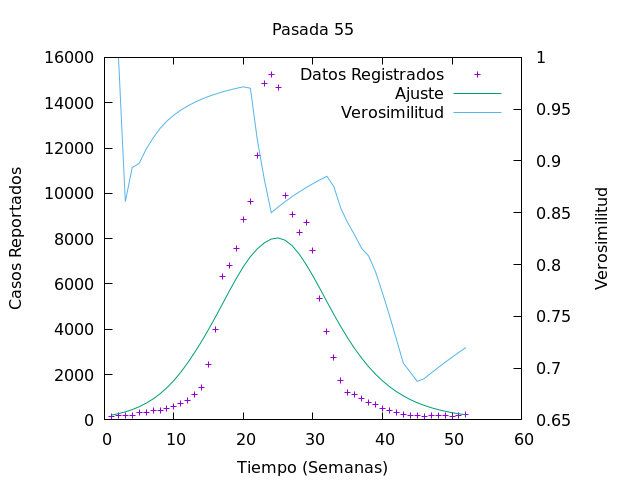 Pasada 55
Datos Registrados
Ajuste
Verosimilitud
Casos Reportados
16000
14000
12000
10000
8000
6000
4000
2000
0
1
0.95
0.9
0.85
0.8
0.75
0.7
0.65
Verosimilitud
0 10 20 30 40 50 60
Tiempo (Semanas)